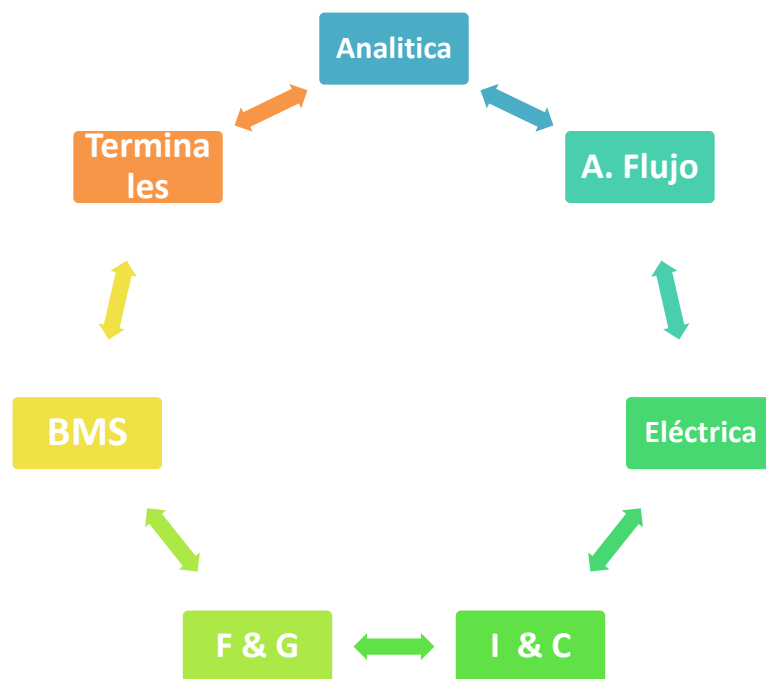 Analitica
A. Flujo
Eléctrica
I & C
F & G
BMS
Termina
les